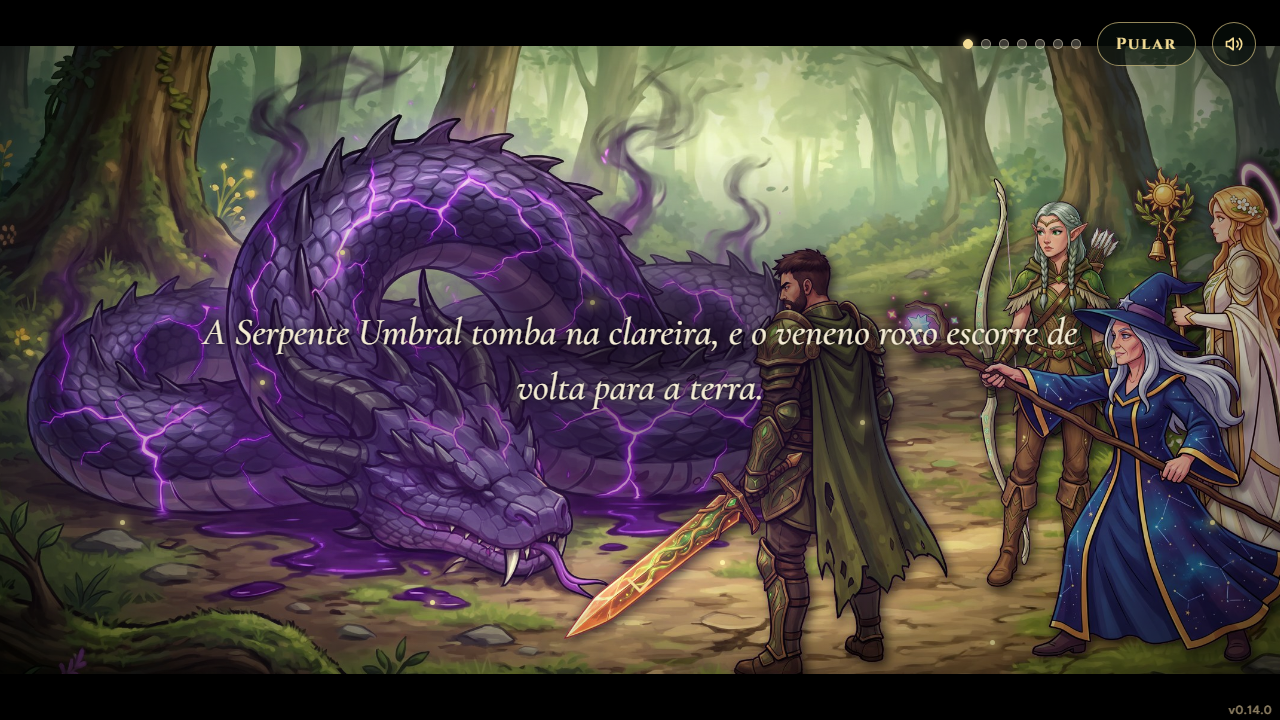 PULAR
A Serpente Umbral tomba na clareira, e o veneno roxo escorre de
volta para a terra.
v0.14.0